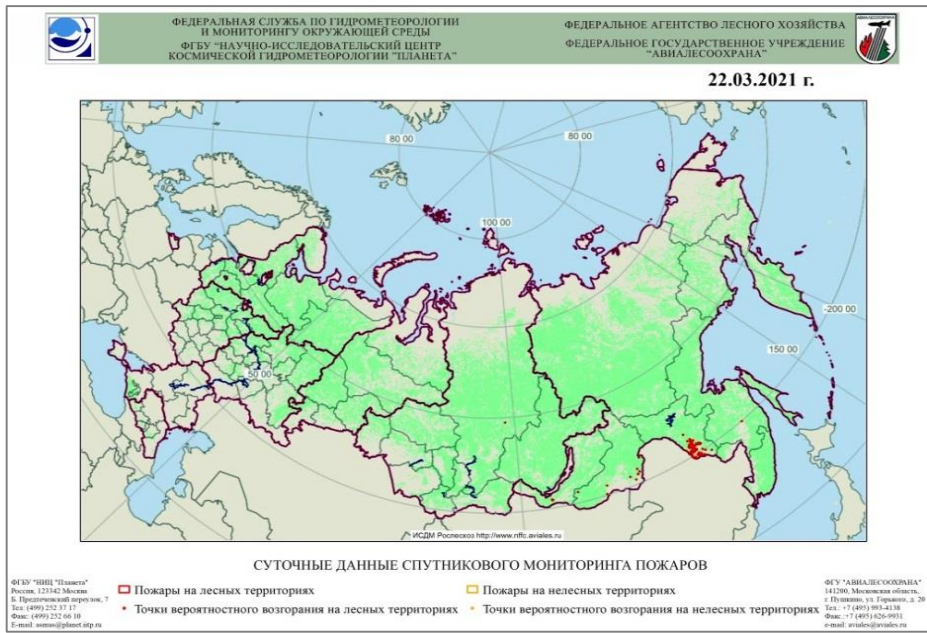 ФЕДЕРАЛЬНАЯ СЛУЖБА ПО ГИДРОМЕТЕОРОЛОГИИ
И МОНИТОРИНГУ ОКРУЖАЮЩЕЙ СРЕДЫ
ФГБУ "НАУЧНО-ИССЛЕДОВАТЕЛЬСКИЙ ЦЕНТР
КОСМИЧЕСКОЙ ГИДРОМЕТЕОРОЛОГИИ "ПЛАНЕТА"
ФЕДЕРАЛЬНОЕ АГЕНТСТВО ЛЕСНОГО ХОЗЯЙСТВА
ФЕДЕРАЛЬНОЕ ГОСУДАРСТВЕННОЕ УЧРЕЖДЕНИЕ
"АВИАЛЕСООХРАНА"
22.03.2021 г.
80 00
80 00
100 00
-200 00
150 00
50 00
ИСДМ Рослесхоз http://www.nffc.aviales.ru
СУТОЧНЫЕ ДАННЫЕ СПУТНИКОВОГО МОНИТОРИНГА ПОЖАРОВ
Пожары на лесных территориях
Пожары на нелесных территориях
Точки вероятностного возгорания на лесных территориях
Точки вероятностного возгорания на нелесных территориях
ФГБУ "НИЦ "Планета"
Россия, 123342 Москва
Б. Предтеченский переулок, 7
Тел: (499) 252 37 17
Факс: (499) 252 66 10
E-mail: asmus@planet.iitp.ru
ФГУ "АВИАЛЕСООХРАНА"
141200, Московская область,
г. Пушкино, ул. Горького, д. 20
Тел.: +7 (495) 993-4138
Факс.:+7 (495) 626-9931
e-mail: aviales@aviales.ru